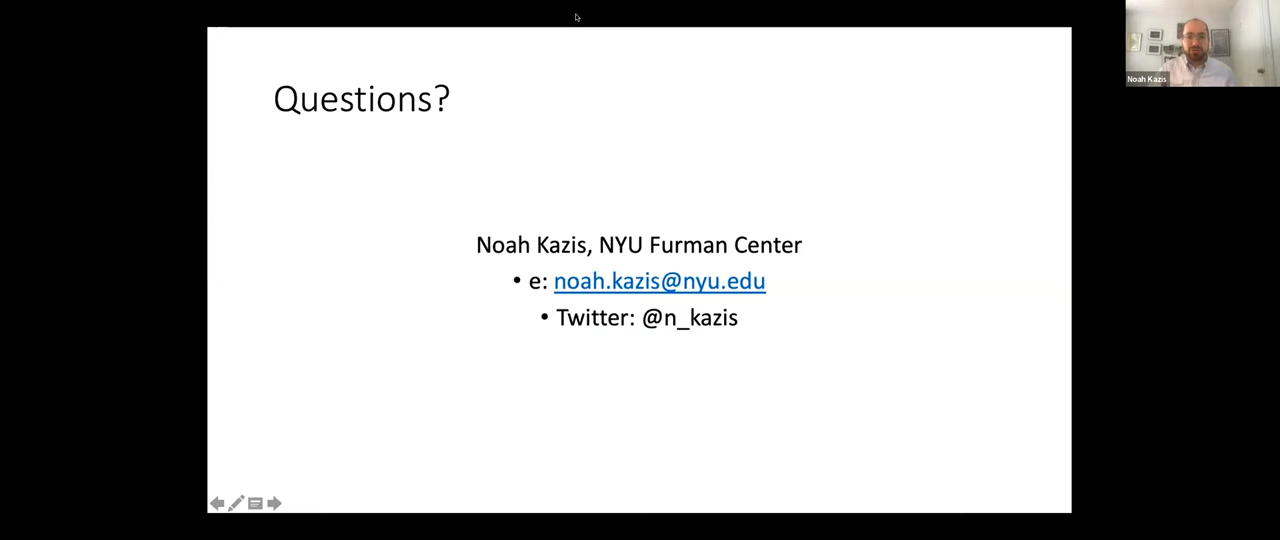 Questions?
Noah Kazis, NYU Furman Center
• e: noah.kazis@nyu.edu
• Twitter: @n_kazis
Noah Kazis